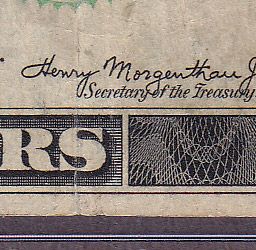 Henry Morgenthau J
Secretary of the Treasury.
RS